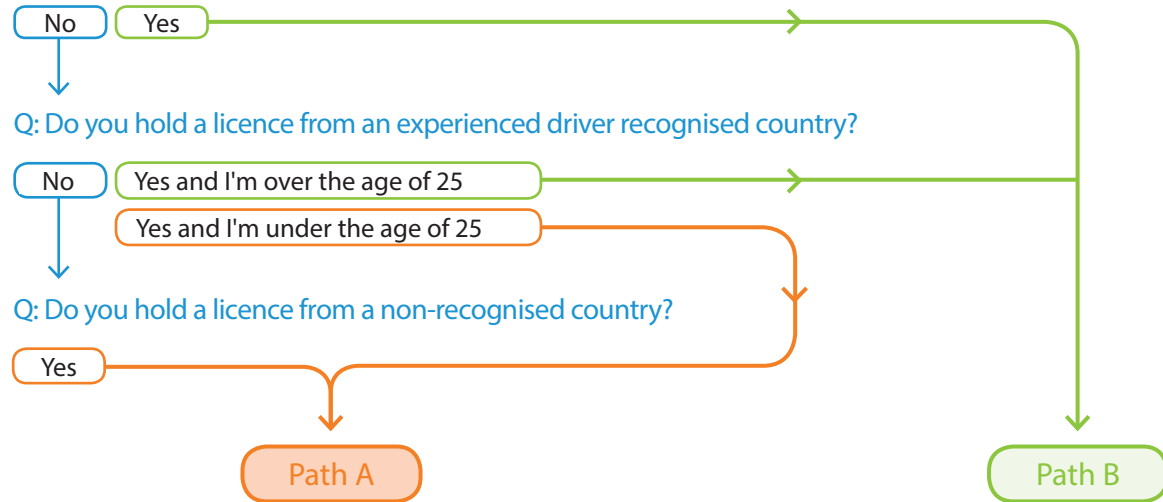 No
Yes
Q: Do you hold a licence from an experienced driver recognised country?
No
Yes and I'm over the age of 25
Yes and I'm under the age of 25
Q: Do you hold a licence from a non-recognised country?
Yes
Path A
Path B